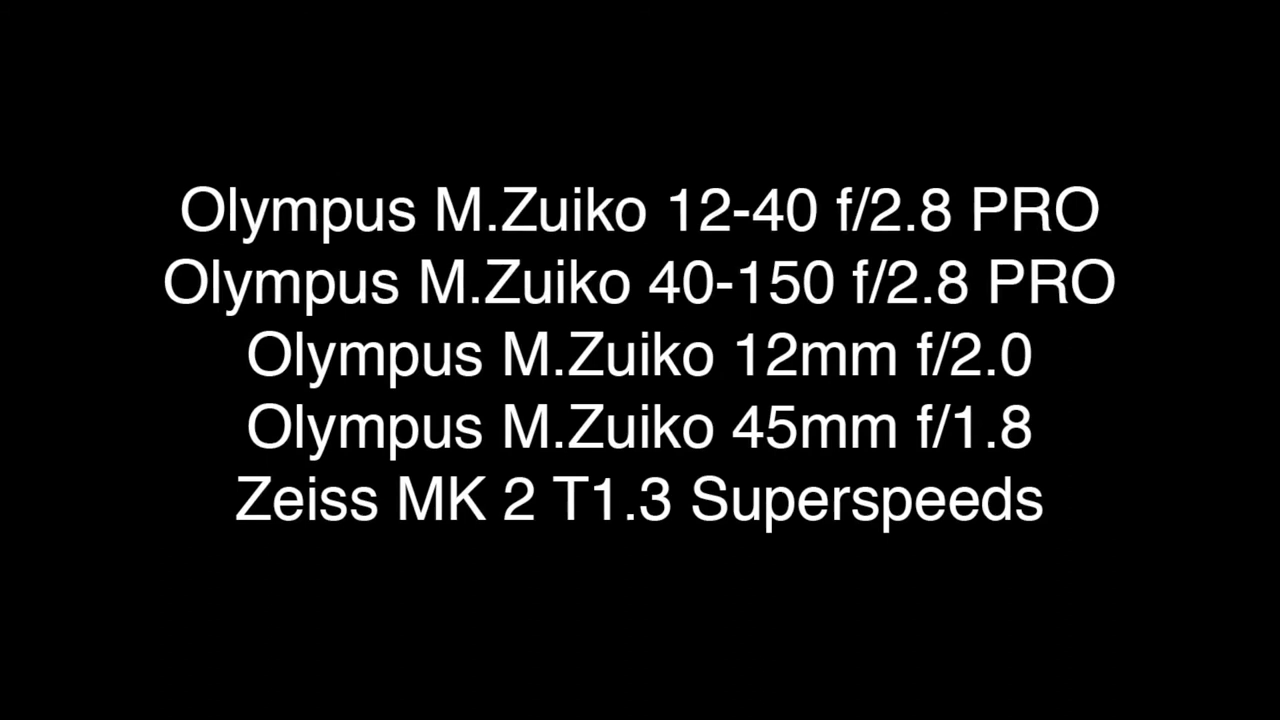 Olympus M.Zuiko 12-40 f/2.8 PRO
Olympus M.Zuiko 40-150 f/2.8 PRO
Olympus M.Zuiko 12mm f/2.0
Olympus M.Zuiko 45mm f/1.8
Zeiss MK 2 T1.3 Superspeeds